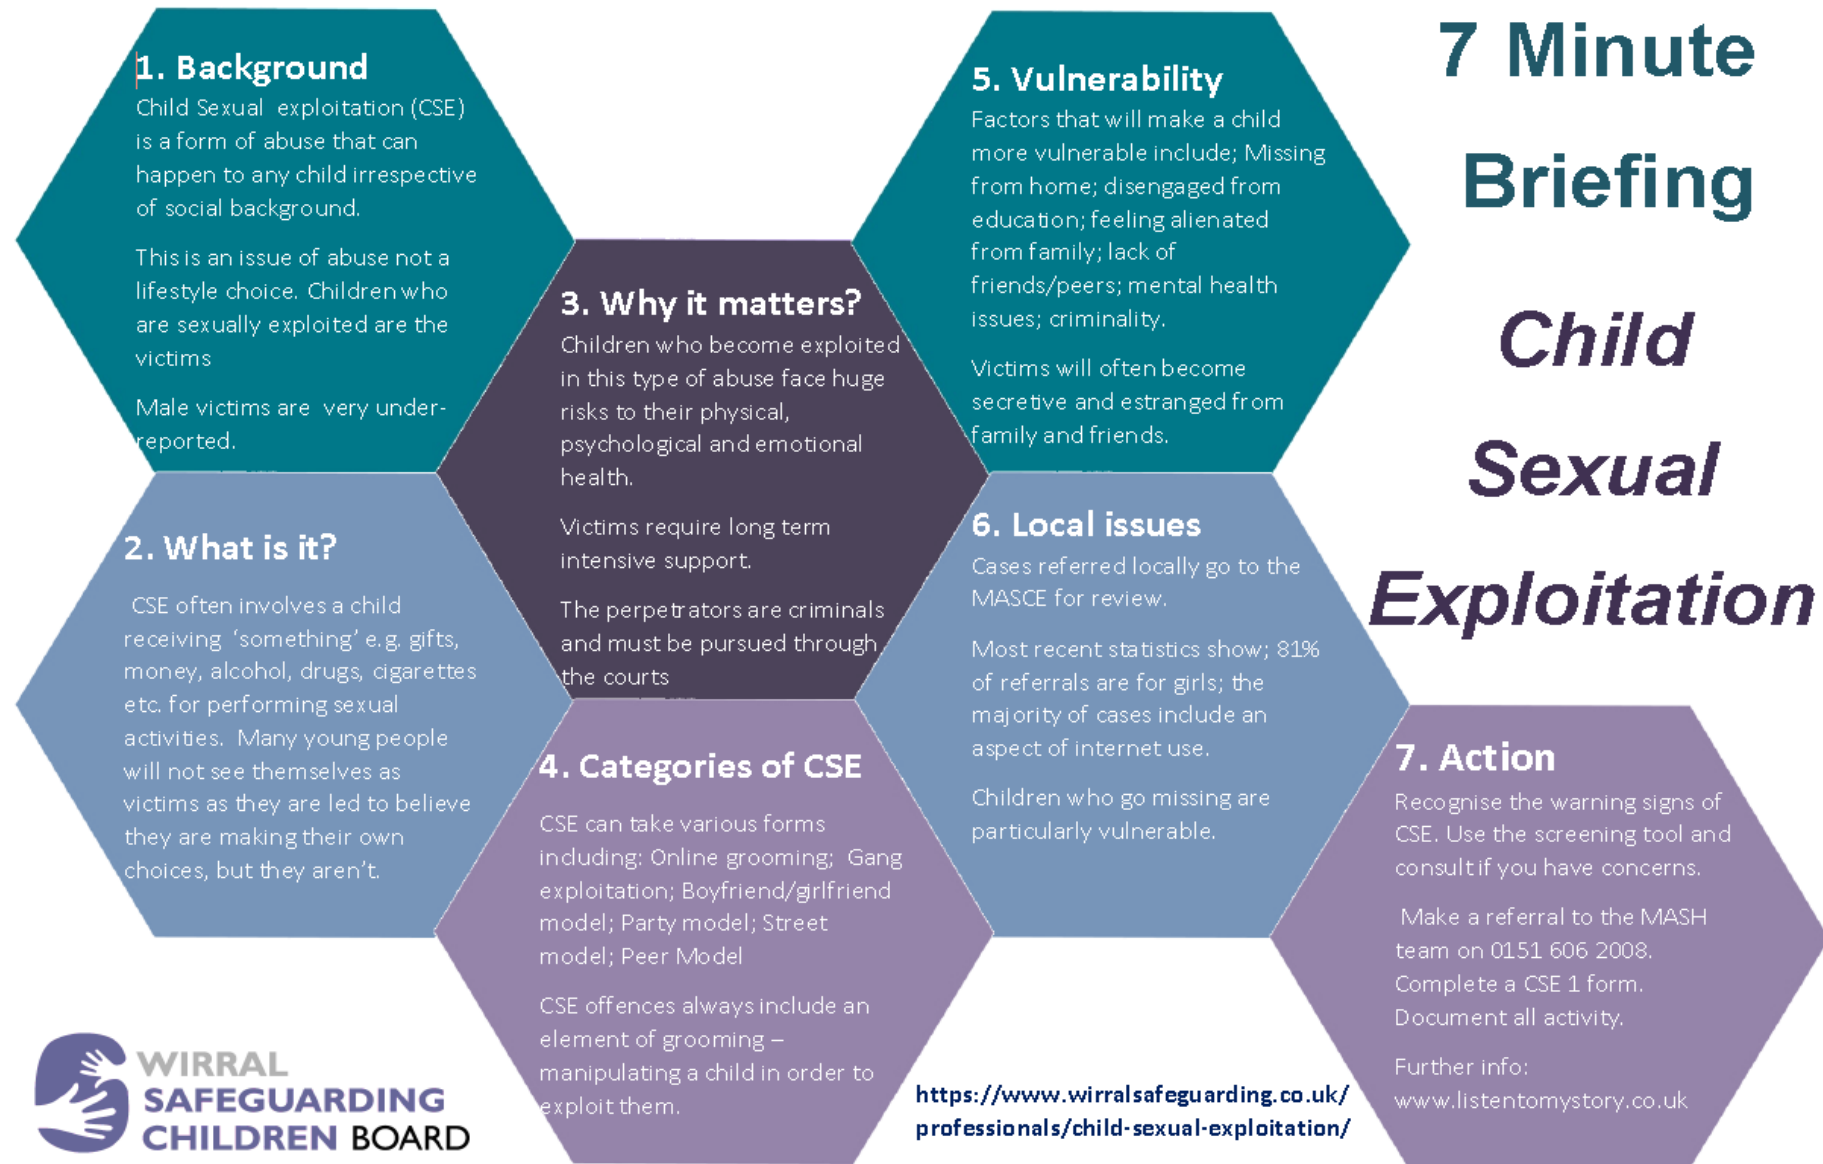 7 Minute
Briefing
Child
Sexual
Exploitation
1. Background
Child Sexual exploitation (CSE)
is a form of abuse that can
happen to any child irrespective
of social background.
This is an issue of abuse not a
lifestyle choice. Children who
are sexually exploited are the
victims
Male victims are very under-
reported.
2. What is it?
CSE often involves a child
receiving ‘something’ e.g. gifts,
money, alcohol, drugs, cigarettes
etc. for performing sexual
activities. Many young people
will not see themselves as
victims as they are led to believe
they are making their own
choices, but they aren’t.
3. Why it matters?
Children who become exploited
in this type of abuse face huge
risks to their physical,
psychological and emotional
health.
Victims require long term
intensive support.
The perpetrators are criminals
and must be pursued through
the courts
4. Categories of CSE
CSE can take various forms
including: Online grooming; Gang
exploitation; Boyfriend/girlfriend
model; Party model; Street
model; Peer Model
CSE offences always include an
element of grooming –
manipulating a child in order to
exploit them.
5. Vulnerability
Factors that will make a child
more vulnerable include; Missing
from home; disengaged from
education; feeling alienated
from family; lack of
friends/peers; mental health
issues; criminality.
Victims will often become
secretive and estranged from
family and friends.
6. Local issues
Cases referred locally go to the
MASCE for review.
Most recent statistics show; 81%
of referrals are for girls; the
majority of cases include an
aspect of internet use.
Children who go missing are
particularly vulnerable.
7. Action
Recognise the warning signs of
CSE. Use the screening tool and
consult if you have concerns.
Make a referral to the MASH
team on 0151 606 2008.
Complete a CSE 1 form.
Document all activity.
Further info:
www.listentomystory.co.uk
WIRRAL
SAFEGUARDING
CHILDREN BOARD
https://www.wirralsafeguarding.co.uk/
professionals/child-sexual-exploitation/